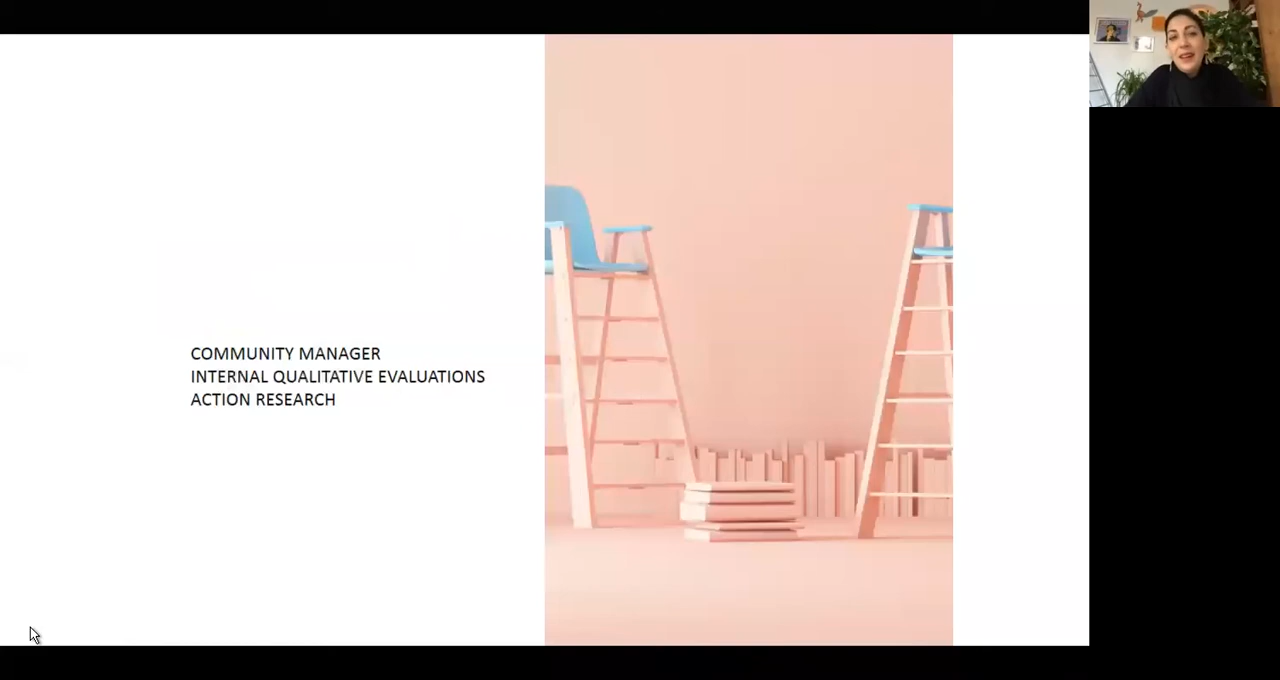 COMMUNITY MANAGER
INTERNAL QUALITATIVE EVALUATIONS
ACTION RESEARCH